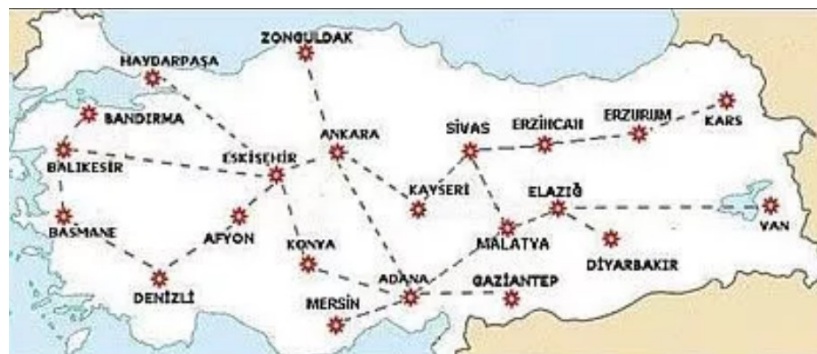 ZONGULDAK
HAYDARPAŞA
BANDIRMA
ANKARA
SİVAS
ERZİNCAN
ERZURUM
KARS
BALIKESİR
ESKİŞEHİR
KAYSERİ
ELAZIĞ
BASMANE
AFYON
KONYA
MALATYA
VAN
DİYARBAKIR
DENİZLİ
MERSİN
ADANA
GAZİANTEP